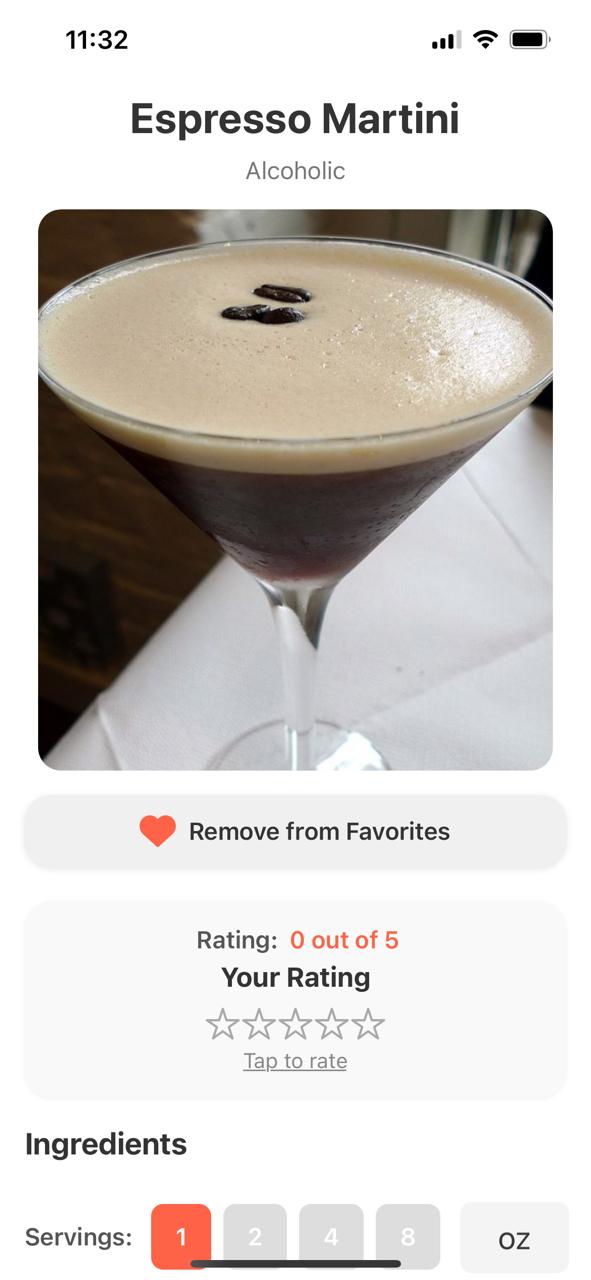 11:32
Espresso Martini
Alcoholic
Remove from Favorites
Rating: 0 out of 5
Your Rating
Tap to rate
Ingredients
Servings: 1 2 4 8 oz